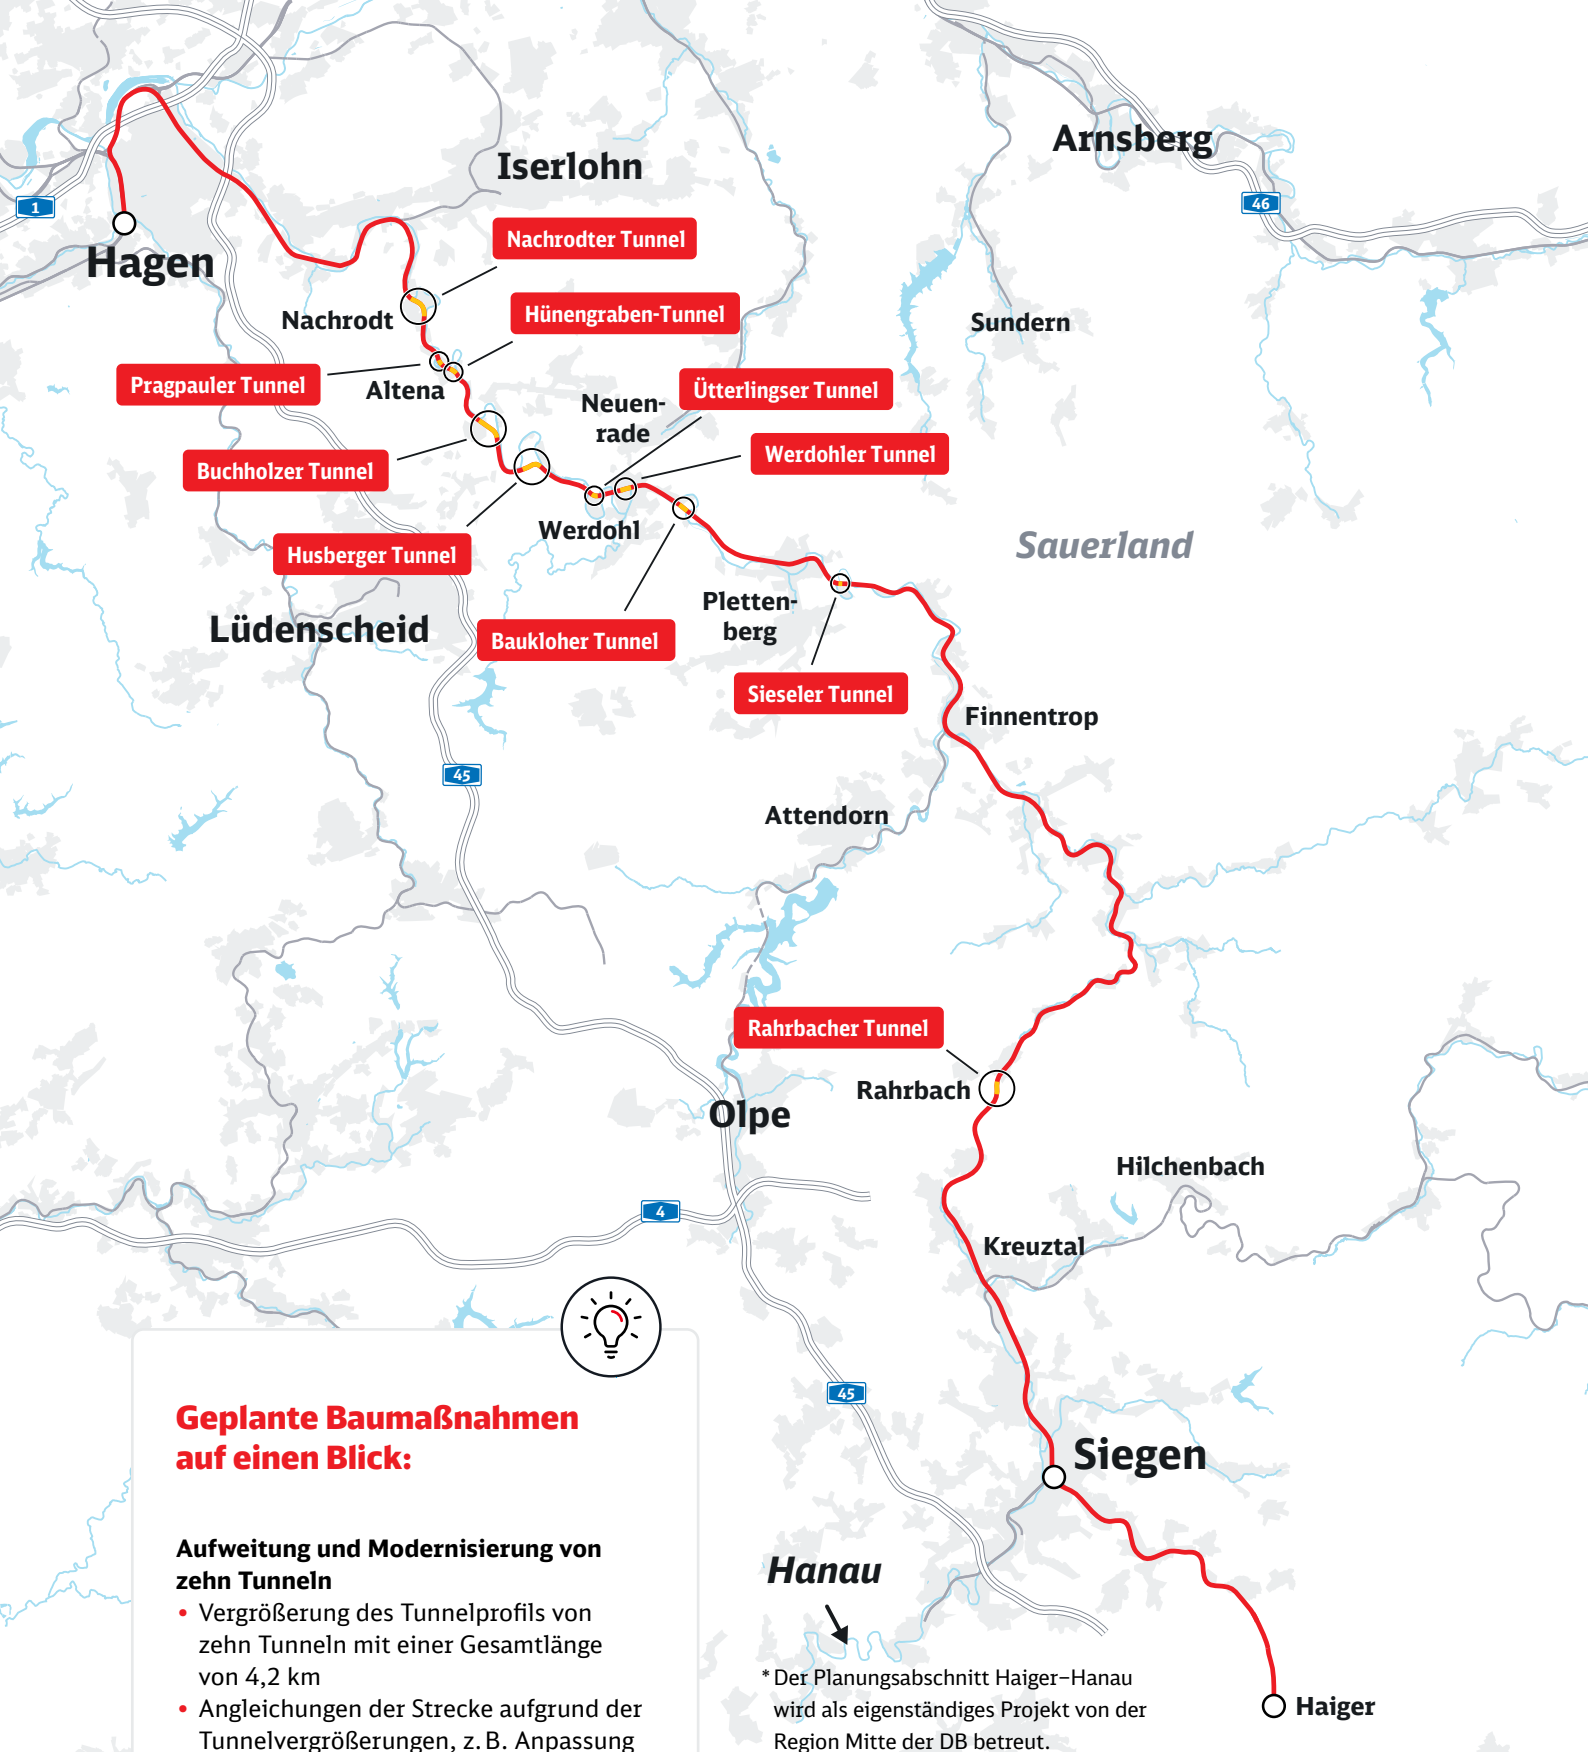 Arnsberg
Iserlohn
1
46
Hagen
Nachrodter Tunnel
Hünengraben-Tunnel
Nachrodt
Sundern
Pragpauler Tunnel
Altena
Ütterlingser Tunnel
Neuen-
rade
Werdohler Tunnel
Buchholzer Tunnel
Werdohl
Sauerland
Husberger Tunnel
Pletten-
berg
Lüdenscheid
Baukloher Tunnel
Sieseler Tunnel
Finnentrop
45
Attendorn
Rahrbacher Tunnel
Rahrbach
Olpe
Hilchenbach
4
Kreuztal
45
Siegen
Geplante Baumaßnahmen
auf einen Blick:
Aufweitung und Modernisierung von
zehn Tunneln
• Vergrößerung des Tunnelprofils von
zehn Tunneln mit einer Gesamtlänge
von 4,2 km
• Angleichungen der Strecke aufgrund der
Tunnelvergrößerungen, z. B. Anpassung
Hanau
* Der Planungsabschnitt Haiger–Hanau
wird als eigenständiges Projekt von der
Region Mitte der DB betreut.
Haiger